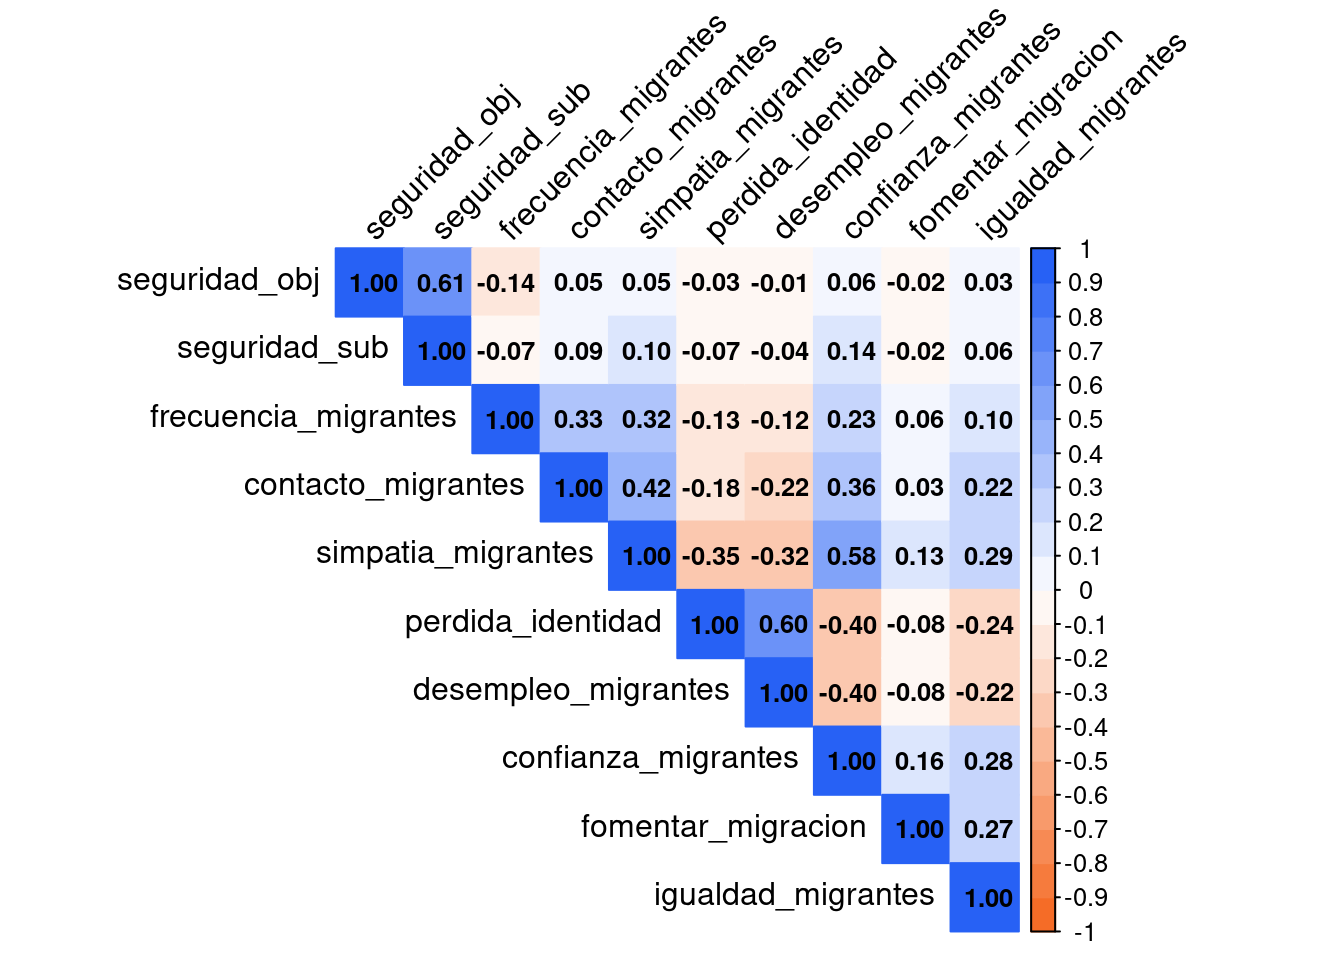 seguridad_obj
seguridad_sub
frecuencia_migrantes
contacto_migrantes
simpatia_migrantes
perdida_identidad
desempleo_migrantes
confianza_migrantes
fomentar_migracion
igualdad_migrantes
seguridad_obj 1.00 0.61 -0.14 0.05 0.05 -0.03 -0.01 0.06 -0.02 0.03
seguridad_sub 1.00 -0.07 0.09 0.10 -0.07 -0.04 0.14 -0.02 0.06
frecuencia_migrantes 1.00 0.33 0.32 -0.13 -0.12 0.23 0.06 0.10
contacto_migrantes 1.00 0.42 -0.18 -0.22 0.36 0.03 0.22
simpatia_migrantes 1.00 -0.35 -0.32 0.58 0.13 0.29
perdida_identidad 1.00 0.60 -0.40 -0.08 -0.24
desempleo_migrantes 1.00 -0.40 -0.08 -0.22
confianza_migrantes 1.00 0.16 0.28
fomentar_migracion 1.00 0.27
igualdad_migrantes 1.00
1
0.9
0.8
0.7
0.6
0.5
0.4
0.3
0.2
0.1
0
-0.1
-0.2
-0.3
-0.4
-0.5
-0.6
-0.7
-0.8
-0.9
-1